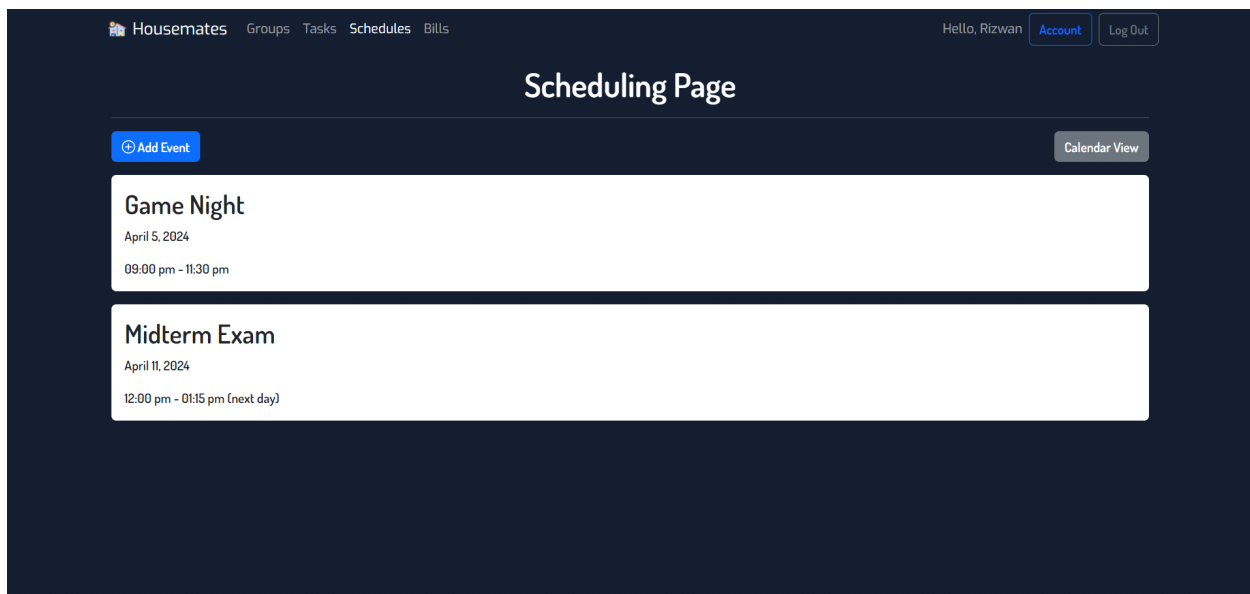 Housemates Groups Tasks Schedules Bills Hello, Rizwan Account Log Out
Scheduling Page
Add Event Calendar View
Game Night
April 5, 2024
09:00 pm - 11:30 pm
Midterm Exam
April 11, 2024
12:00 pm - 01:15 pm (next day)